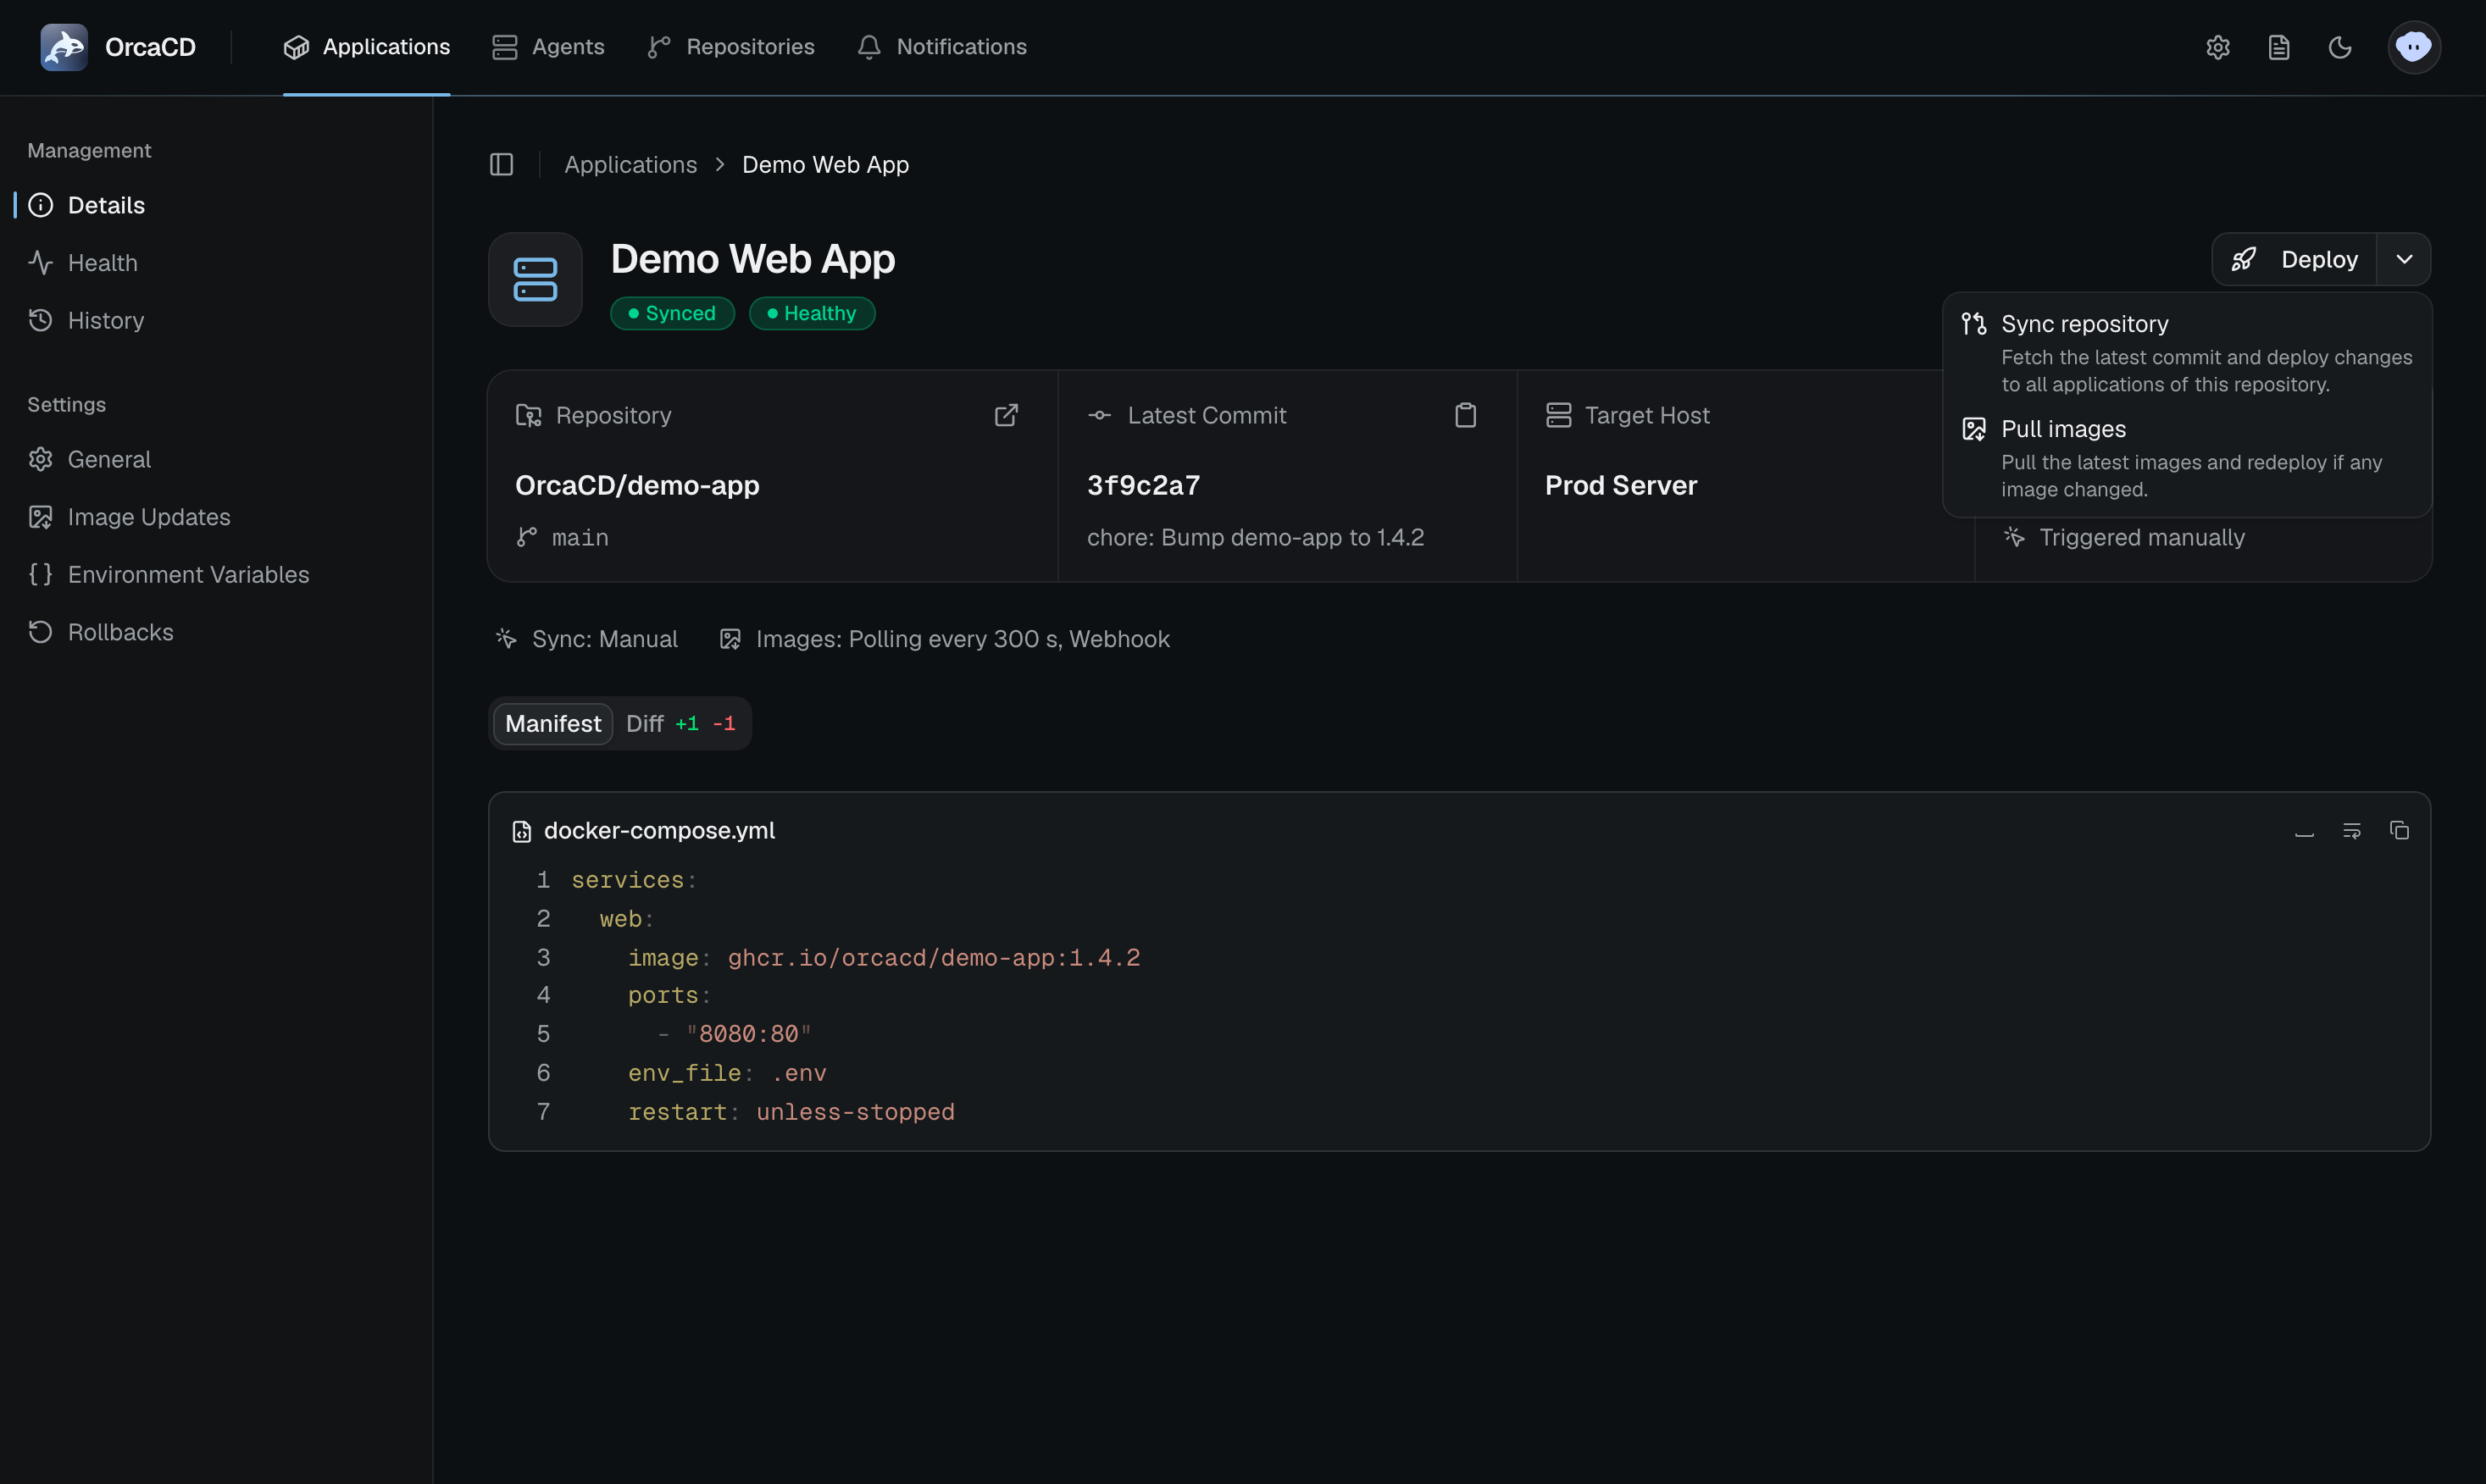 OrcaCD
Applications
Agents
Repositories
Notifications
Management
Details
Health
History
Settings
General
Image Updates
Environment Variables
Rollbacks
Applications > Demo Web App
Demo Web App
Synced
Healthy
Deploy
Sync repository
Fetch the latest commit and deploy changes
to all applications of this repository.
Pull images
Pull the latest images and redeploy if any
image changed.
Repository
OrcaCD/demo-app
main
Latest Commit
3f9c2a7
chore: Bump demo-app to 1.4.2
Target Host
Prod Server
Triggered manually
Sync: Manual
Images: Polling every 300 s, Webhook
Manifest
Diff +1 -1
docker-compose.yml
1 services:
2   web:
3     image: ghcr.io/orcacd/demo-app:1.4.2
4     ports:
5       - "8080:80"
6     env_file: .env
7     restart: unless-stopped